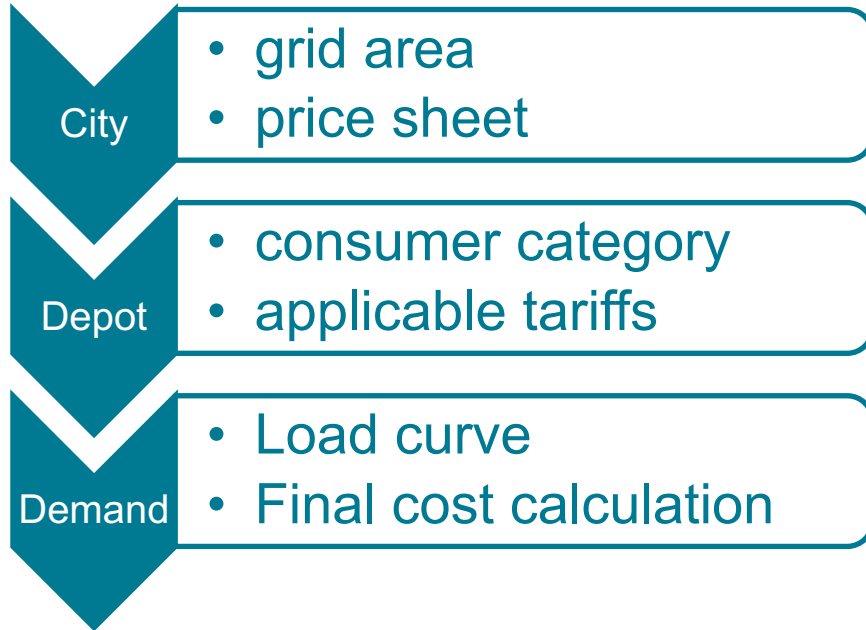 City
• grid area
• price sheet
Depot
• consumer category
• applicable tariffs
Demand
• Load curve
• Final cost calculation